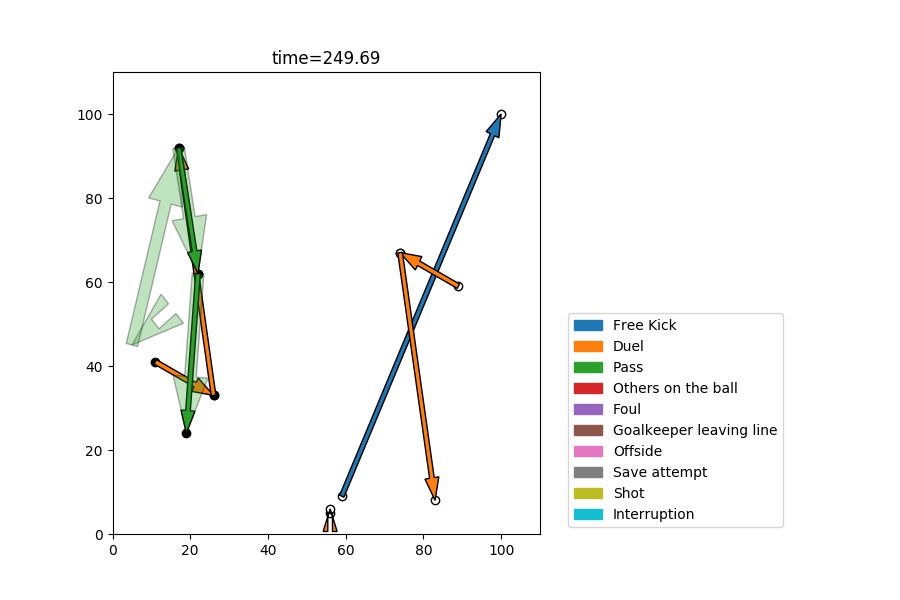 time=249.69
100
80
60
40
20
0
0 20 40 60 80 100
Free Kick
Duel
Pass
Others on the ball
Foul
Goalkeeper leaving line
Offside
Save attempt
Shot
Interruption